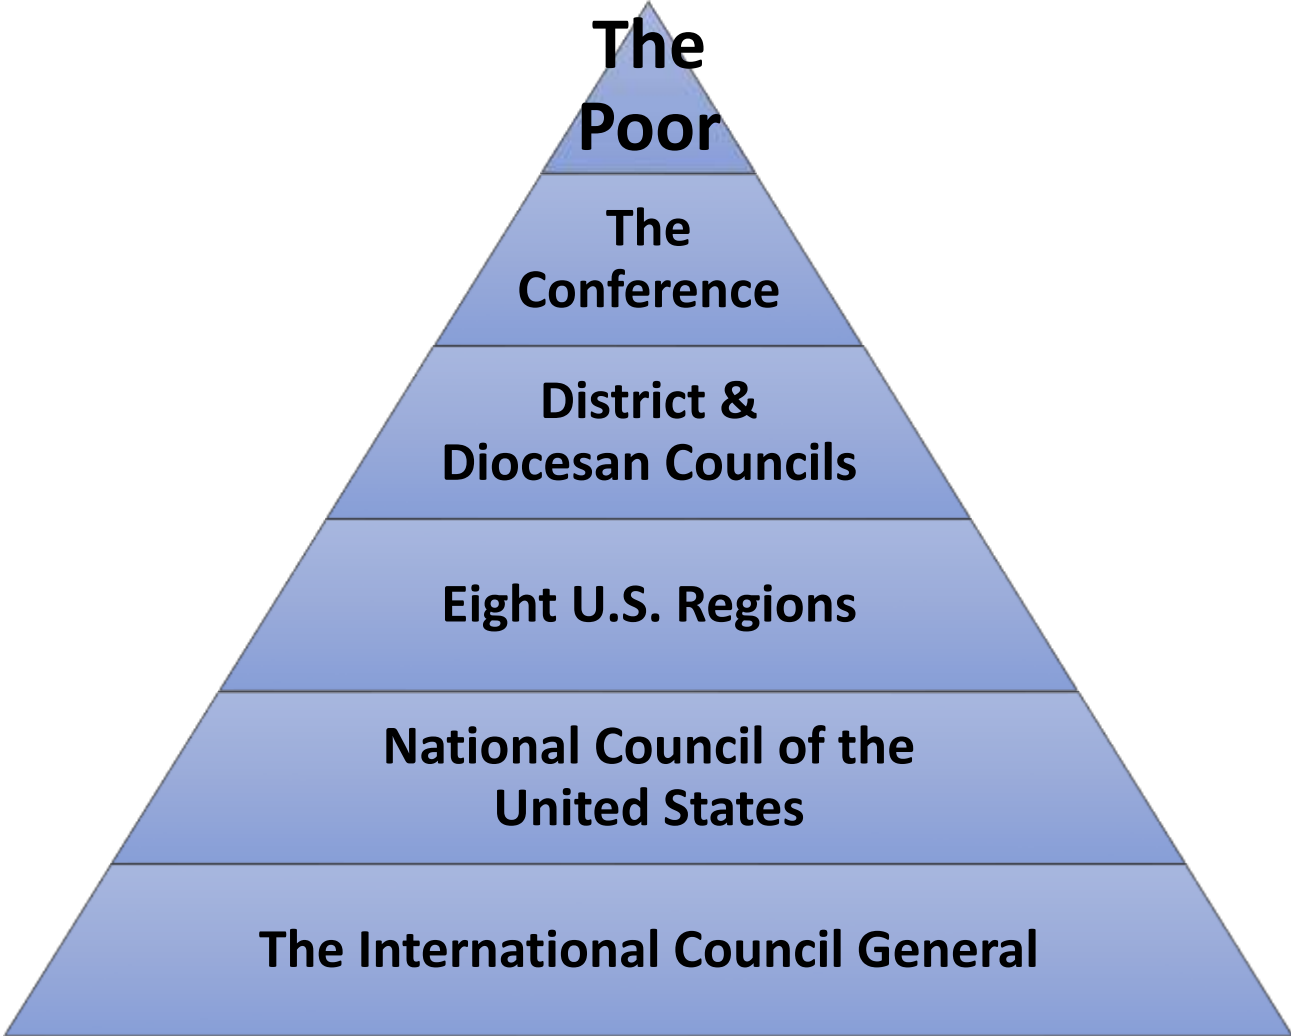 The
Poor
The
Conference
District &
Diocesan Councils
Eight U.S. Regions
National Council of the
United States
The International Council General